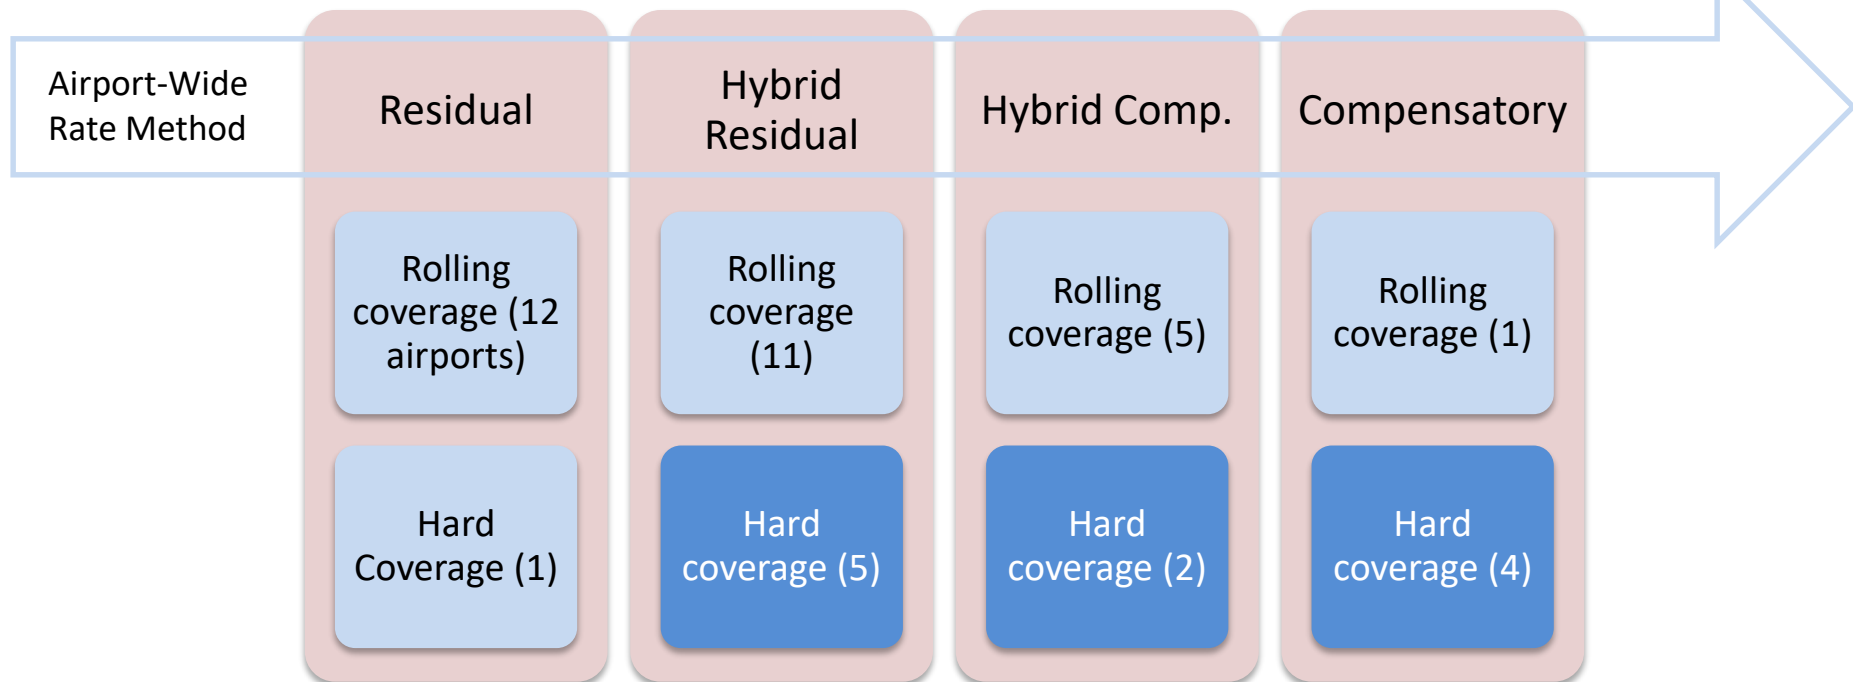 Airport-Wide
Rate Method
Residual
Hybrid
Residual
Hybrid Comp.
Compensatory
Rolling
coverage (12
airports)
Rolling
coverage
(11)
Rolling
coverage (5)
Rolling
coverage (1)
Hard
Coverage (1)
Hard
coverage (5)
Hard
coverage (2)
Hard
coverage (4)